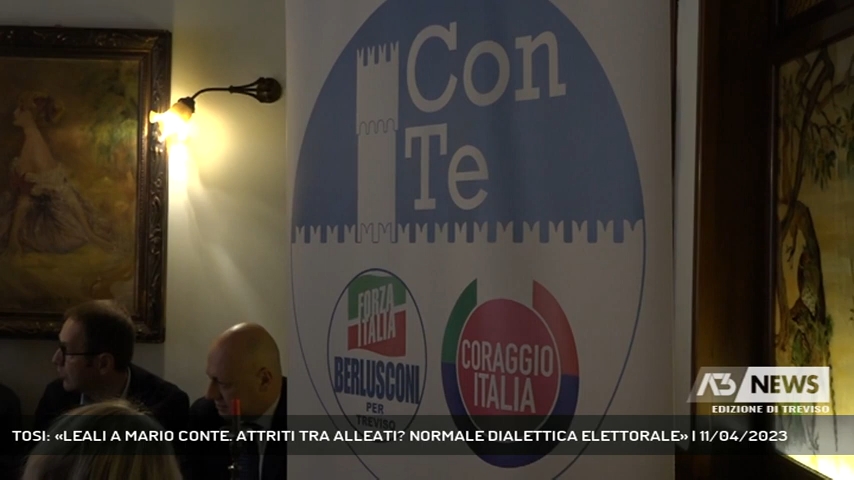 Con
Te
FORZA
ITALIA
BERLUSCONI
PER
TREVISO
CORAGGIO
ITALIA
A3 NEWS
EDIZIONE DI TREVISO
TOSI: «LEALI A MARIO CONTE. ATTRITI TRA ALLEATI? NORMALE DIALETTICA ELETTORALE» | 11/04/2023